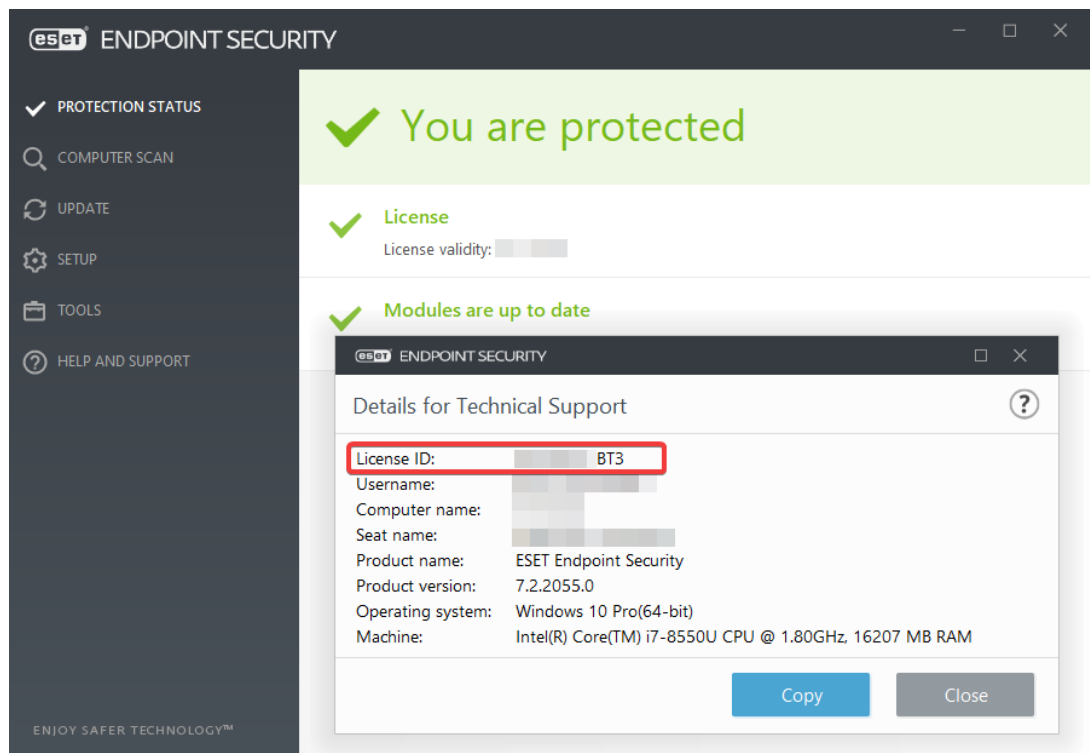 eset ENDPOINT SECURITY
PROTECTION STATUS
COMPUTER SCAN
UPDATE
SETUP
TOOLS
HELP AND SUPPORT
ENJOY SAFER TECHNOLOGY™
You are protected
License
License validity:
Modules are up to date
eset ENDPOINT SECURITY
Details for Technical Support
License ID: BT3
Username:
Computer name:
Seat name:
Product name: ESET Endpoint Security
Product version: 7.2.2055.0
Operating system: Windows 10 Pro(64-bit)
Machine: Intel(R) Core(TM) i7-8550U CPU @ 1.80GHz, 16207 MB RAM
Copy
Close